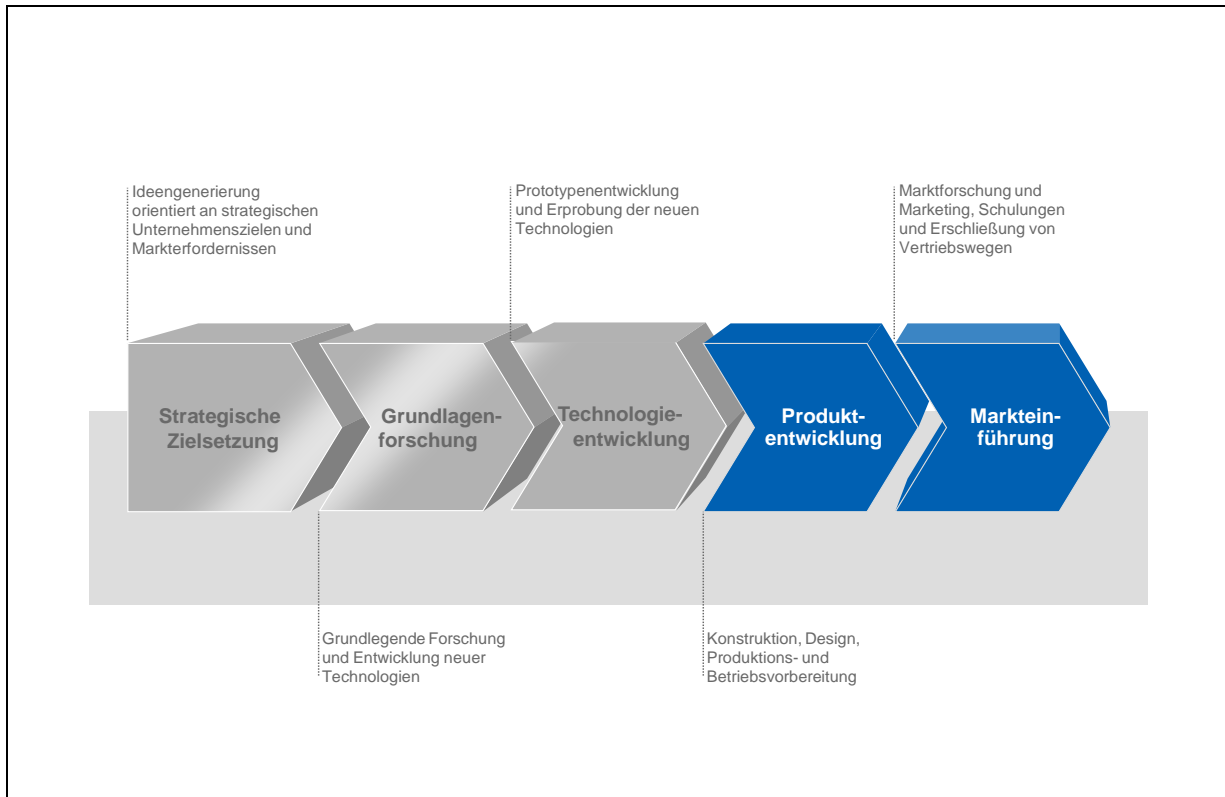 Ideengenerierung
orientiert an strategischen
Unternehmenszielen und
Markterfordernissen
Prototypenentwicklung
und Erprobung der neuen
Technologien
Marktforschung und
Marketing, Schulungen
und Erschließung von
Vertriebswegen
Strategische
Zielsetzung
Grundlagen-
forschung
Technologie-
entwicklung
Produkt-
entwicklung
Marktein-
führung
Grundlegende Forschung
und Entwicklung neuer
Technologien
Konstruktion, Design,
Produktions- und
Betriebsvorbereitung